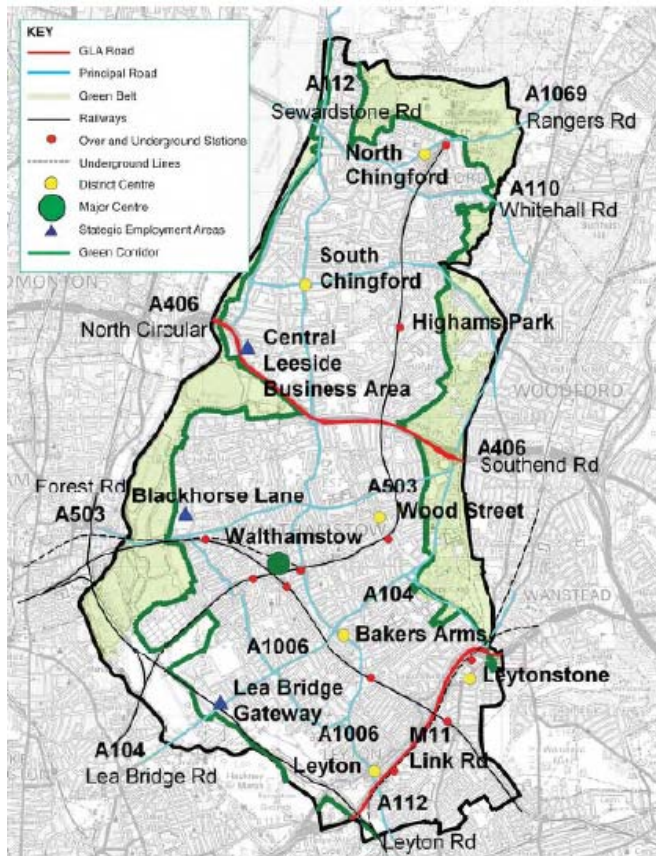 KEY
GLA Road
Principal Road
Green Belt
Railways
Over and Underground Stations
Underground Lines
District Centre
Major Centre
Stategic Employment Areas
Green Corridor
A112
Sewardstone Rd
A1069
Rangers Rd
North
Chingford
A110
Whitehall Rd
South
Chingford
A406
North Circular
Highams Park
Central
Leeside
Business Area
WOODFORD
A406
Southend Rd
Forest Rd
A503
Blackhorse Lane
A503
Wood Street
Walthamstow
A104
WANSTEAD
Bakers Arms
A1006
Leytonstone
Lea Bridge
Gateway
A1006
M11
Link Rd
A104
Lea Bridge Rd
LEYTON
Leyton
A112
Leyton Rd